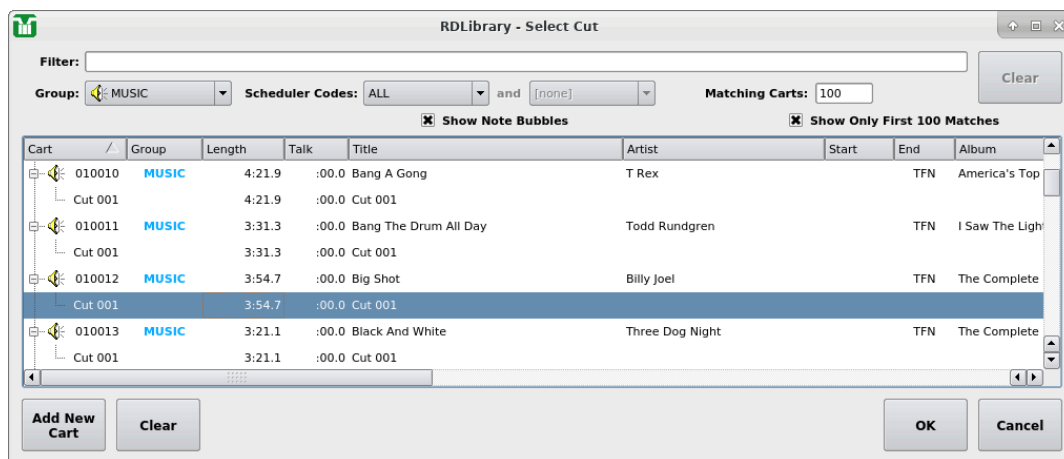 RDLibrary - Select Cut
Filter:
Clear
Group: MUSIC Scheduler Codes: ALL and [none] Matching Carts: 100
Show Note Bubbles Show Only First 100 Matches
Cart Group Length Talk Title Artist Start End Album
010010 MUSIC 4:21.9 :00.0 Bang A Gong T Rex TFN America's Top
Cut 001 4:21.9 :00.0 Cut 001
010011 MUSIC 3:31.3 :00.0 Bang The Drum All Day Todd Rundgren TFN I Saw The Light
Cut 001 3:31.3 :00.0 Cut 001
010012 MUSIC 3:54.7 :00.0 Big Shot Billy Joel TFN The Complete
Cut 001 3:54.7 :00.0 Cut 001
010013 MUSIC 3:21.1 :00.0 Black And White Three Dog Night TFN The Complete
Cut 001 3:21.1 :00.0 Cut 001
Add New
Cart Clear OK Cancel